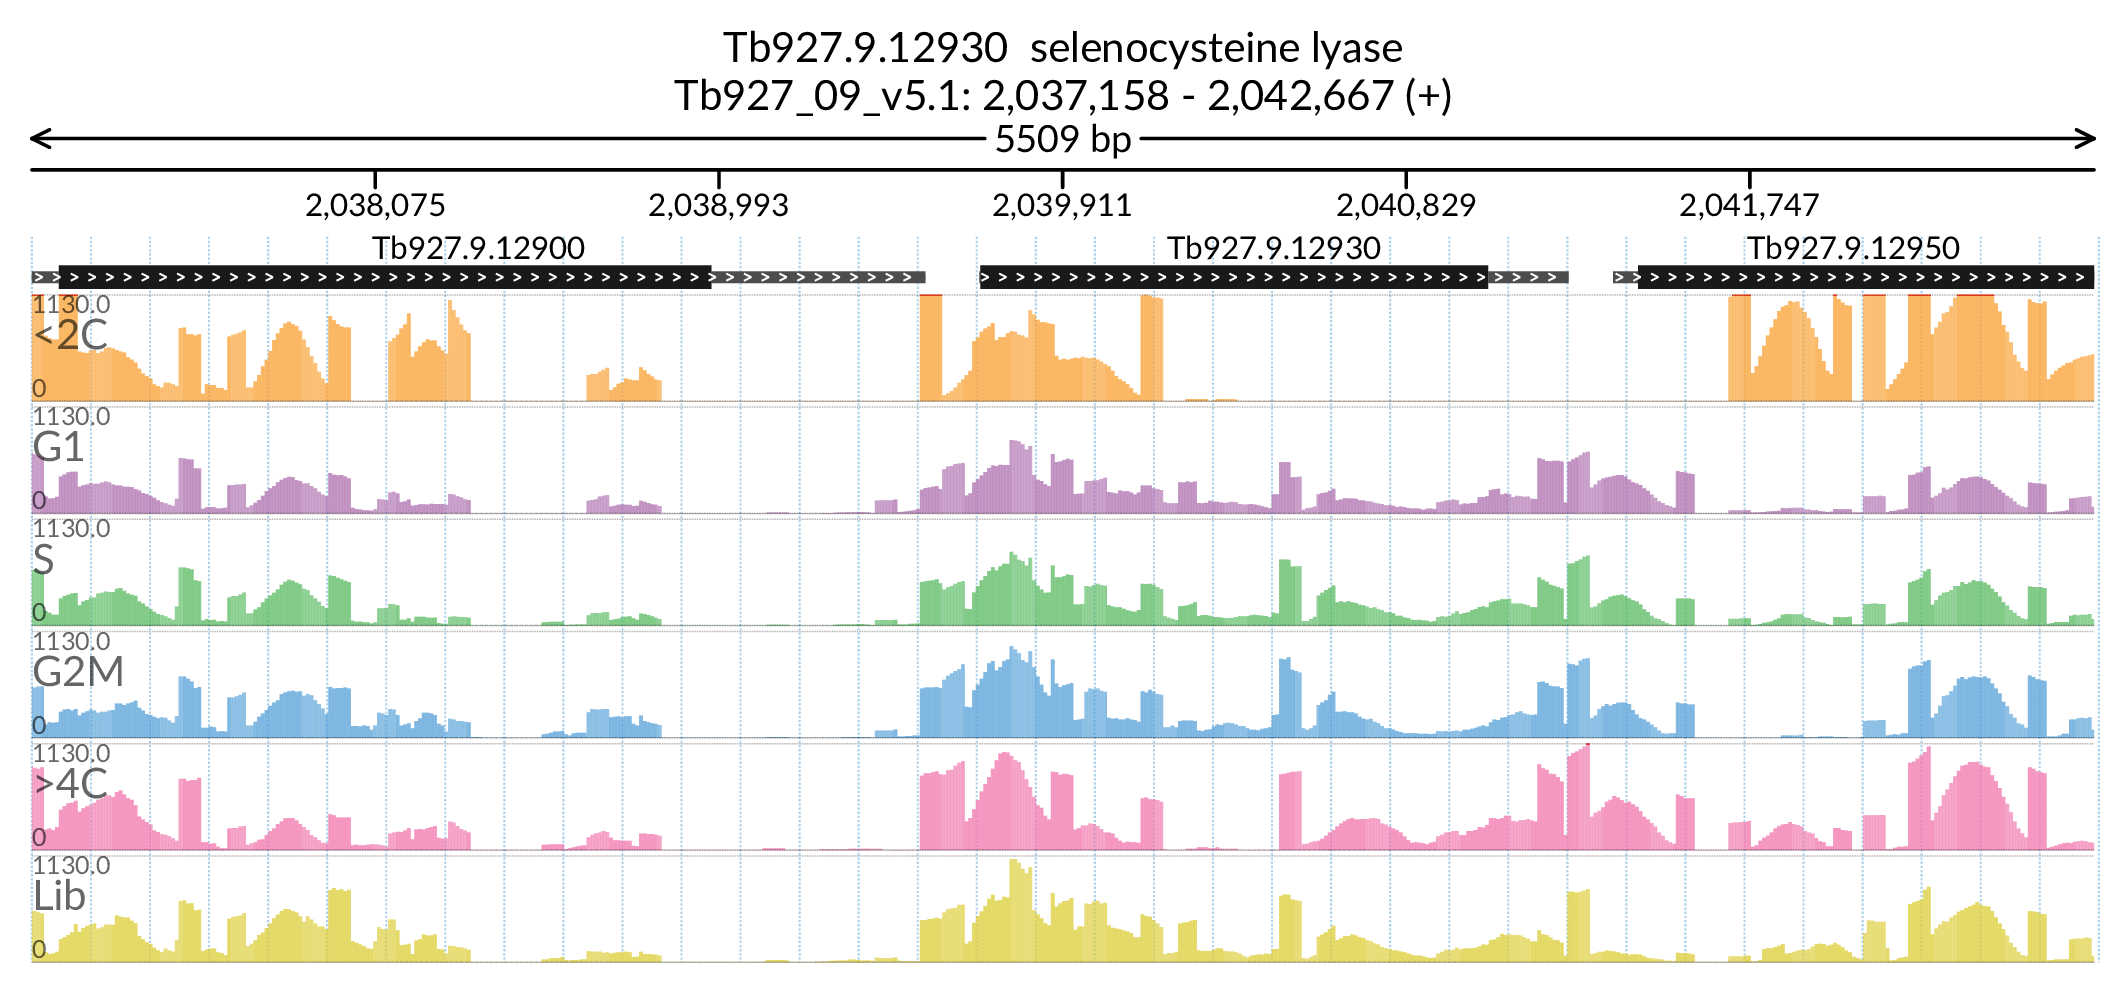 Tb927.9.12930  selenocysteine lyase
Tb927_09_v5.1: 2,037,158 - 2,042,667 (+)
5509 bp
2,038,075 2,038,993 2,039,911 2,040,829 2,041,747
Tb927.9.12900 Tb927.9.12930 Tb927.9.12950
1130.0
<2C
0
1130.0
G1
0
1130.0
S
0
1130.0
G2M
0
1130.0
>4C
0
1130.0
Lib
0